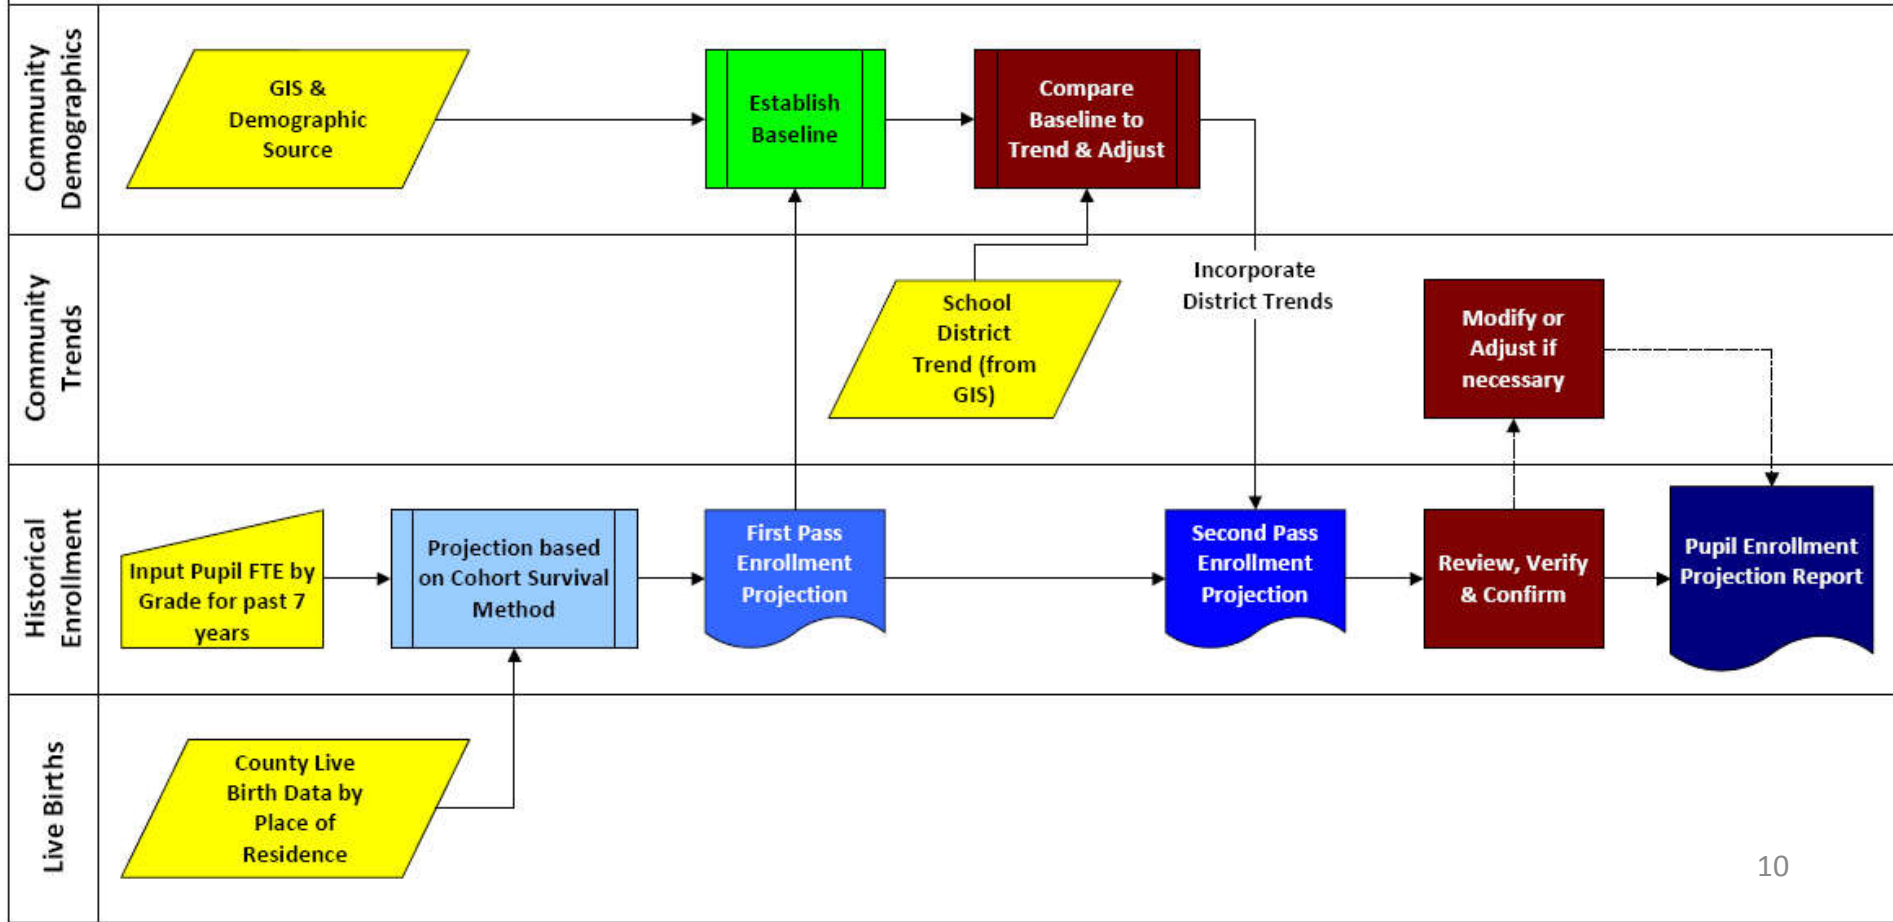 Community
Demographics
GIS &
Demographic
Source
Establish
Baseline
Compare
Baseline to
Trend & Adjust
Community
Trends
School
District
Trend (from
GIS)
Incorporate
District Trends
Modify or
Adjust if
necessary
Historical
Enrollment
Input Pupil FTE by
Grade for past 7
years
Projection based
on Cohort Survival
Method
First Pass
Enrollment
Projection
Second Pass
Enrollment
Projection
Review, Verify
& Confirm
Pupil Enrollment
Projection Report
Live Births
County Live
Birth Data by
Place of
Residence
10